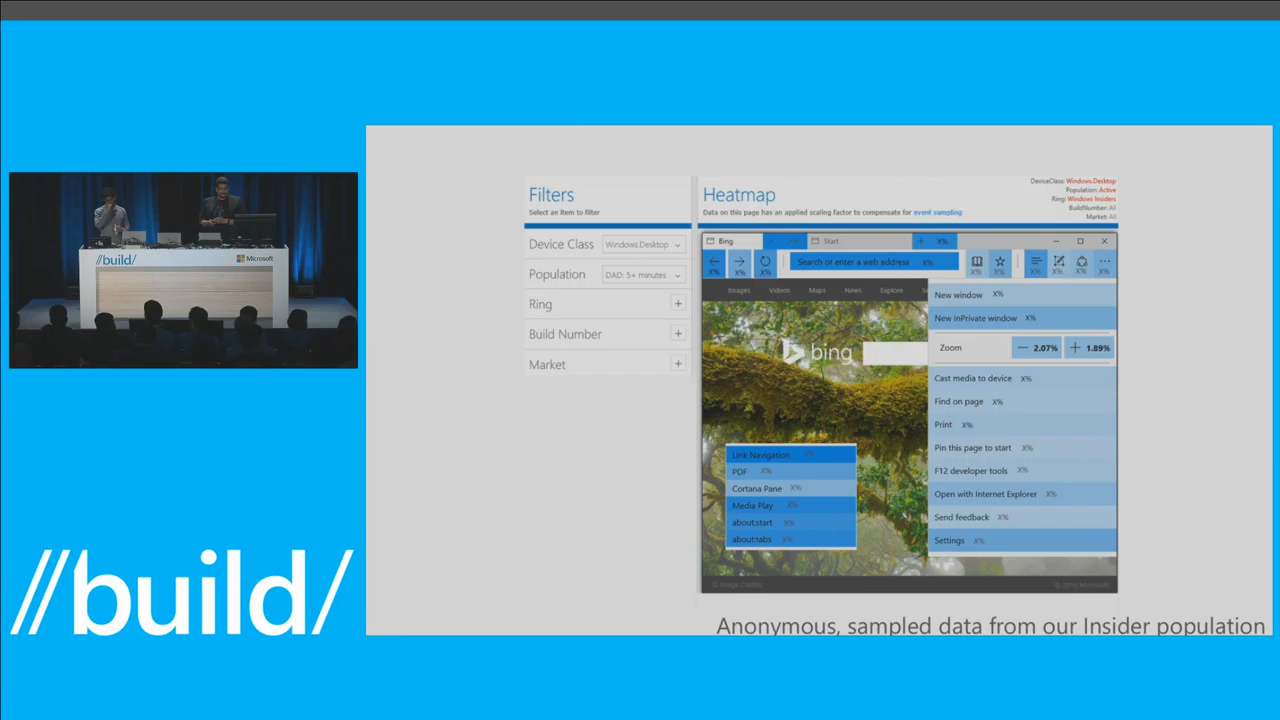 //build/
Microsoft
//build/
Filters
Select an item to filter
Device Class Windows.Desktop
Population DAD: 5+ minutes
Ring +
Build Number +
Market +
Heatmap
Data on this page has an applied scaling factor to compensate for event sampling
DeviceClass: Windows.Desktop
Population: Active
Ring: Windows Insiders
BuildNumber: All
Market: All
Bing
Start
+ X%
X% X% X%
Search or enter a web address X%
X% X% X% X% X% X%
Images Videos Maps News Explore
bing
New window X%
New InPrivate window X%
Zoom — 2.07% + 1.89%
Cast media to device X%
Find on page X%
Print X%
Pin this page to start X%
F12 developer tools X%
Open with Internet Explorer X%
Send feedback X%
Settings X%
Link Navigation X%
PDF X%
Cortana Pane X%
Media Play X%
about:start X%
about:tabs X%
© Image Credits
© 2016 Microsoft
Anonymous, sampled data from our Insider population